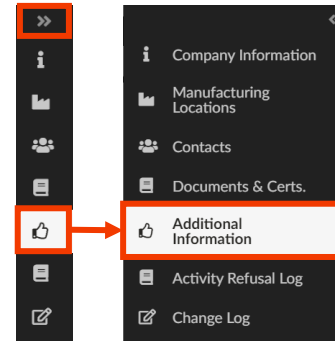 Company Information
Manufacturing
Locations
Contacts
Documents & Certs.
Additional
Information
Activity Refusal Log
Change Log